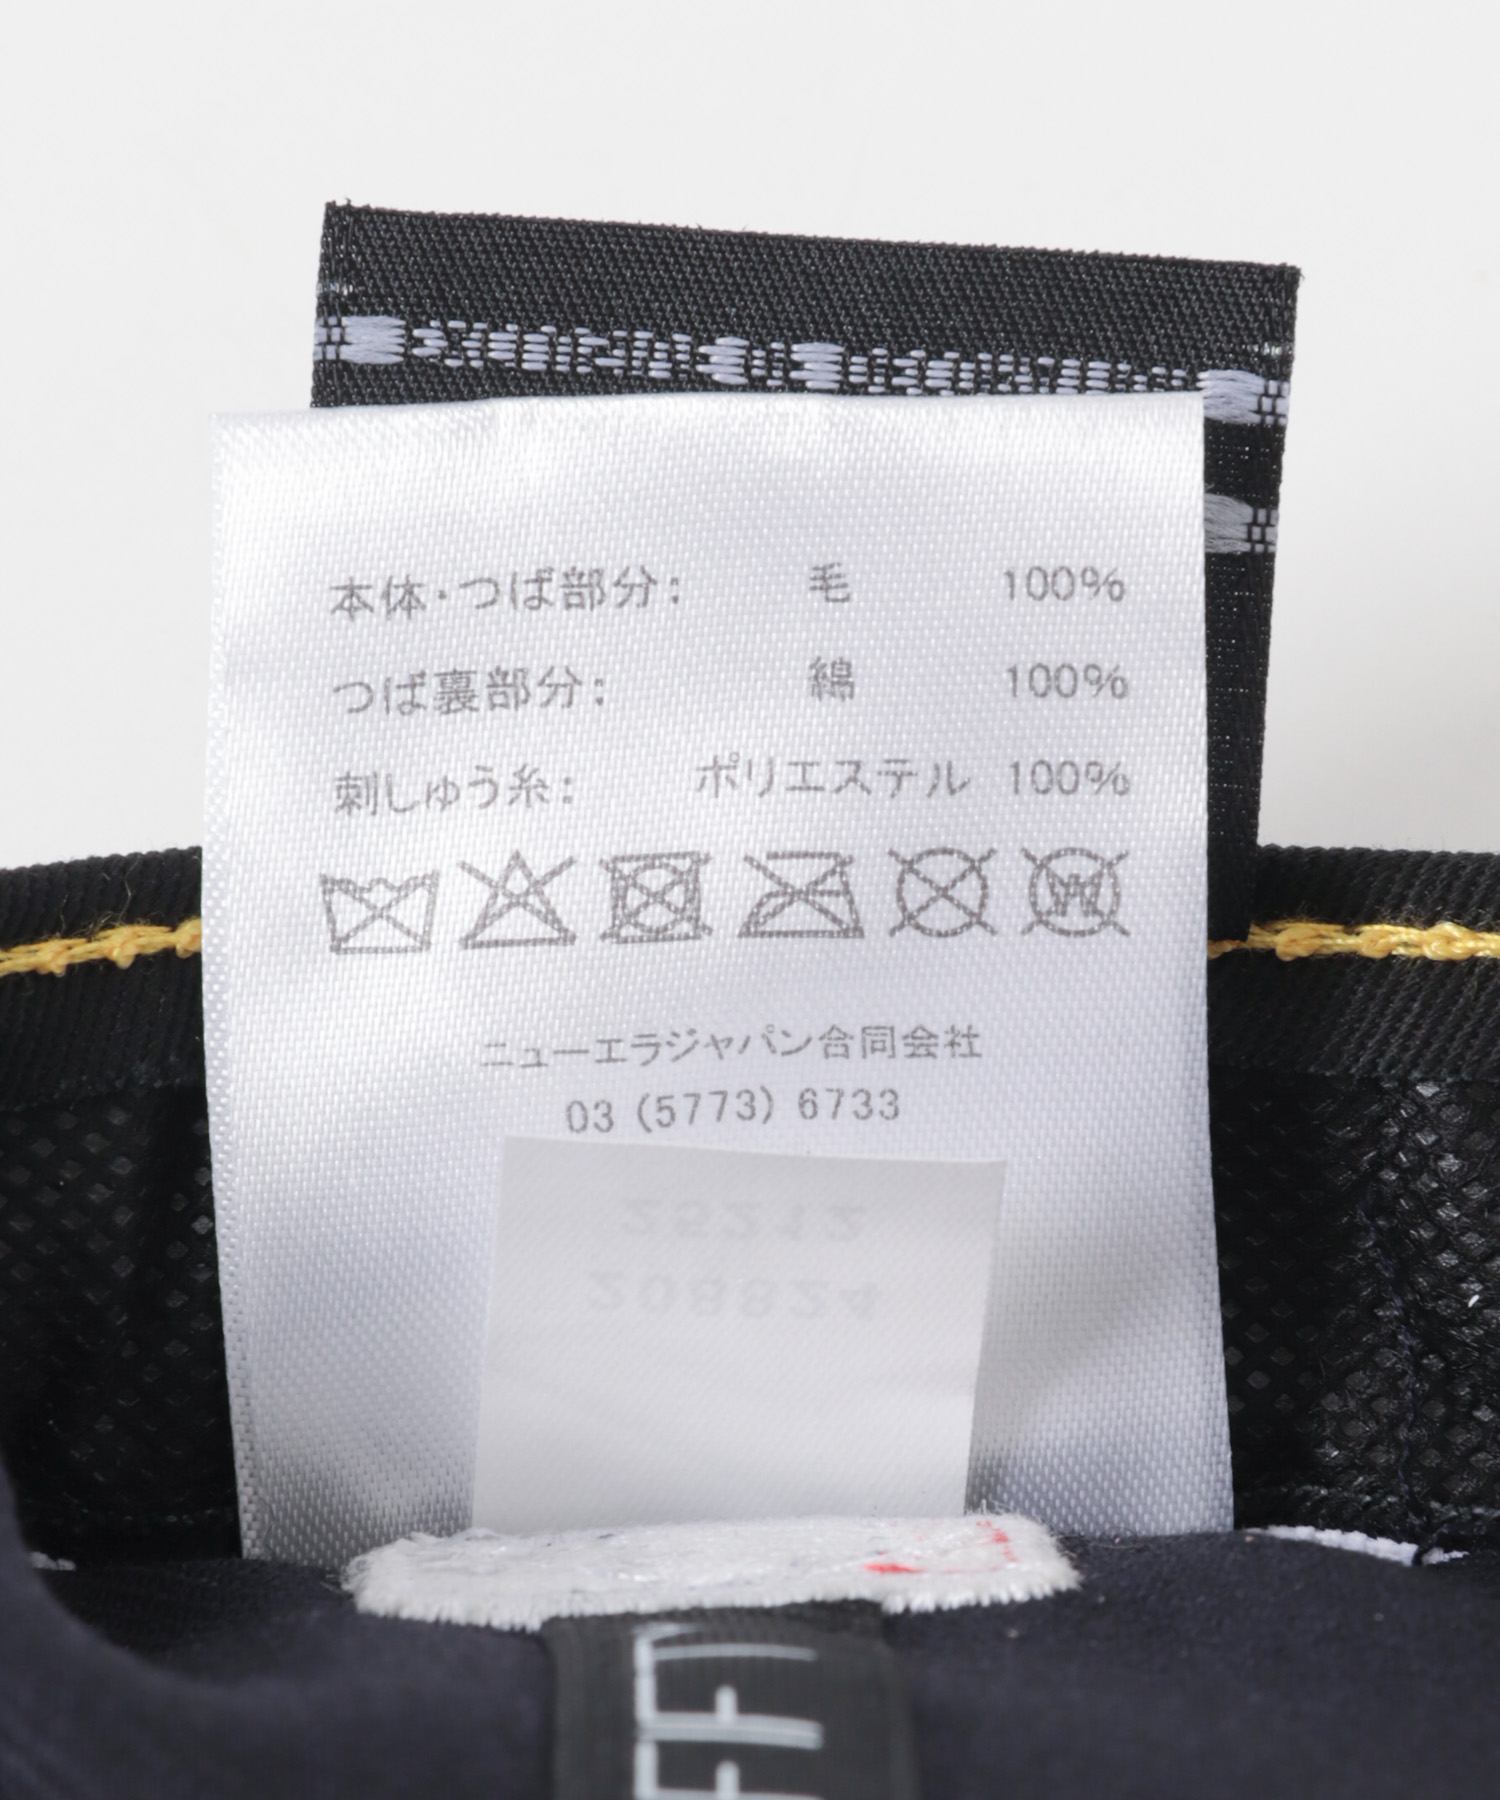 本体・つば部分: 毛 100%
つば裏部分: 綿 100%
刺しゅう糸: ポリエステル 100%
W
ニューエラジャパン合同会社
03 (5773) 6733